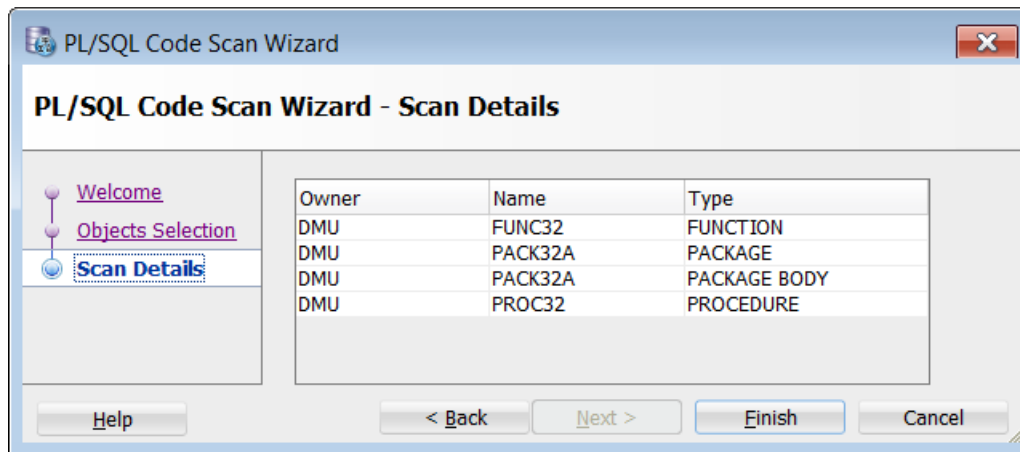 PL/SQL Code Scan Wizard
PL/SQL Code Scan Wizard - Scan Details
Welcome
Objects Selection
Scan Details
Owner Name Type
DMU FUNC32 FUNCTION
DMU PACK32A PACKAGE
DMU PACK32A PACKAGE BODY
DMU PROC32 PROCEDURE
Help < Back Next > Finish Cancel